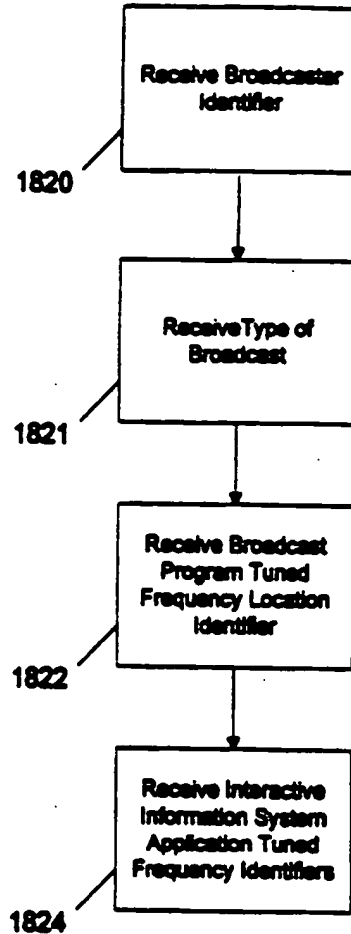 Receive Broadcaster
Identifier
1820
ReceiveType of
Broadcast
1821
Receive Broadcast
Program Tuned
Frequency Location
Identifier
1822
Receive Interactive
Information System
Application Tuned
Frequency Identifiers
1824